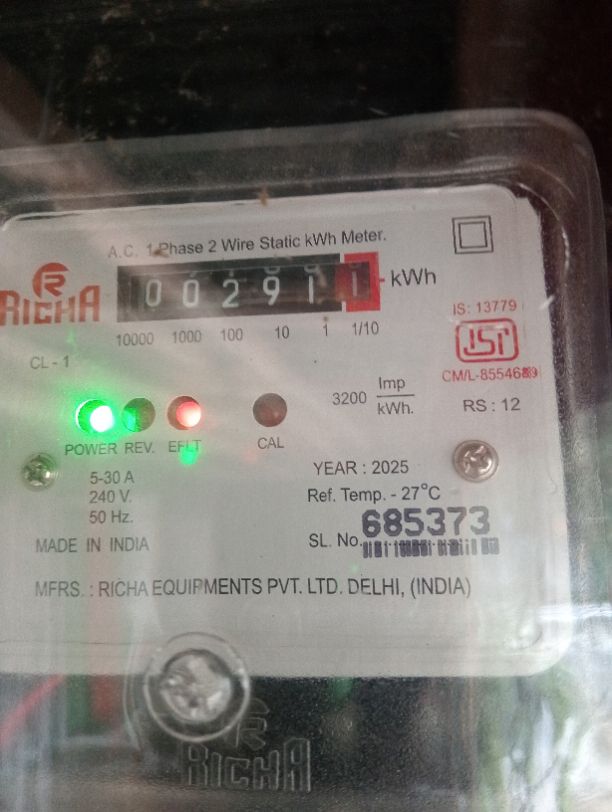 A.C. 1 Phase 2 Wire Static kWh Meter.
RICHA
0 0 2 9 1 1 kWh
10000 1000 100 10 1 1/10
IS: 13779
ISI
CL - 1
3200 Imp/kWh.
RS : 12
POWER REV. EFLT CAL
5-30 A
240 V.
50 Hz.
YEAR : 2025
Ref. Temp. - 27°C
MADE IN INDIA
SL. No. 685373
MFRS. : RICHA EQUIPMENTS PVT. LTD. DELHI, (INDIA)
RICHA